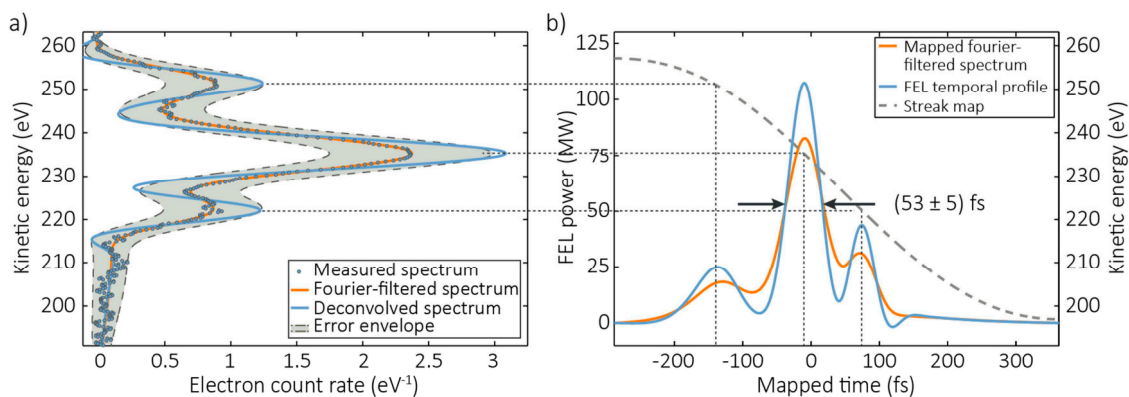 a)
260
250
240
230
220
210
200
Kinetic energy (eV)
Measured spectrum
Fourier-filtered spectrum
Deconvolved spectrum
Error envelope
0
0.5
1
1.5
2
2.5
3
Electron count rate (eV⁻¹)
b)
125
100
75
50
25
0
FEL power (MW)
Mapped fourier-
filtered spectrum
FEL temporal profile
Streak map
(53 ± 5) fs
260
250
240
230
220
210
200
Kinetic energy (eV)
-200
-100
0
100
200
300
Mapped time (fs)